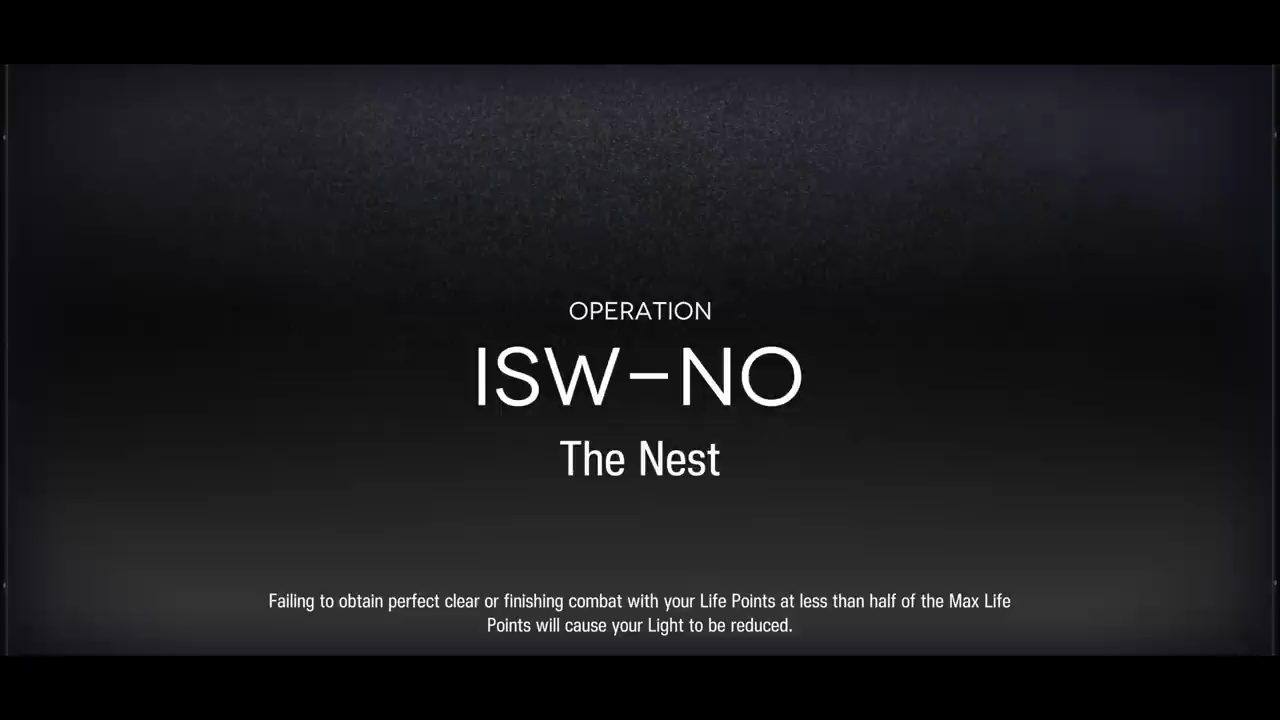 OPERATION
ISW-NO
The Nest
Failing to obtain perfect clear or finishing combat with your Life Points at less than half of the Max Life
Points will cause your Light to be reduced.